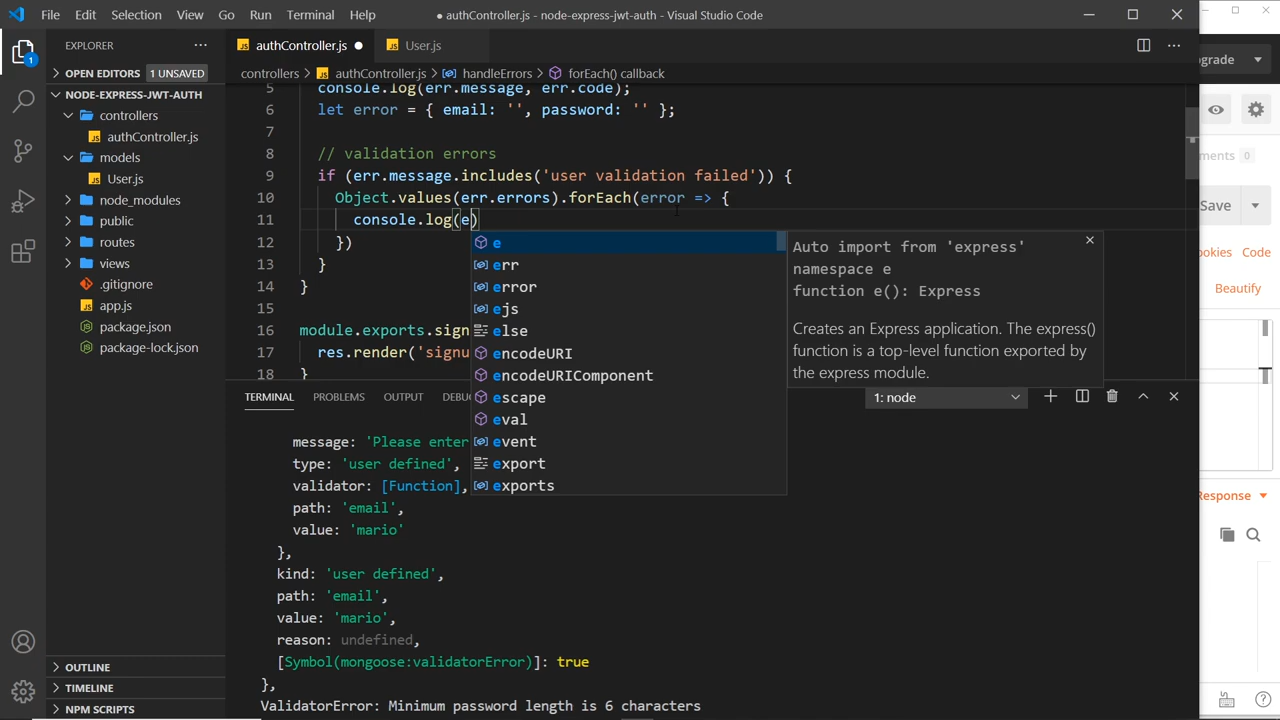 File Edit Selection View Go Run Terminal Help
● authController.js - node-express-jwt-auth - Visual Studio Code
EXPLORER
OPEN EDITORS 1 UNSAVED
NODE-EXPRESS-JWT-AUTH
controllers
JS authController.js
models
JS User.js
node_modules
public
routes
views
.gitignore
JS app.js
package.json
package-lock.json
OUTLINE
TIMELINE
NPM SCRIPTS
1
JS authController.js ● JS User.js
controllers > JS authController.js > handleErrors > forEach() callback
5 console.log(err.message, err.code);
6 let error = { email: '', password: '' };
7
8 // validation errors
9 if (err.message.includes('user validation failed')) {
10 Object.values(err.errors).forEach(error => {
11 console.log(e)
12 })
13 }
14 }
15
16 module.exports.sign
17 res.render('signu
18 }
e
err
error
ejs
else
encodeURI
encodeURIComponent
escape
eval
event
export
exports
Auto import from 'express'
namespace e
function e(): Express
Creates an Express application. The express()
function is a top-level function exported by
the express module.
TERMINAL PROBLEMS OUTPUT DEBU
1: node
message: 'Please enter
type: 'user defined',
validator: [Function],
path: 'email',
value: 'mario'
},
kind: 'user defined',
path: 'email',
value: 'mario',
reason: undefined,
[Symbol(mongoose:validatorError)]: true
},
ValidatorError: Minimum password length is 6 characters
grade
ments 0
Save
okies Code
Beautify
Response